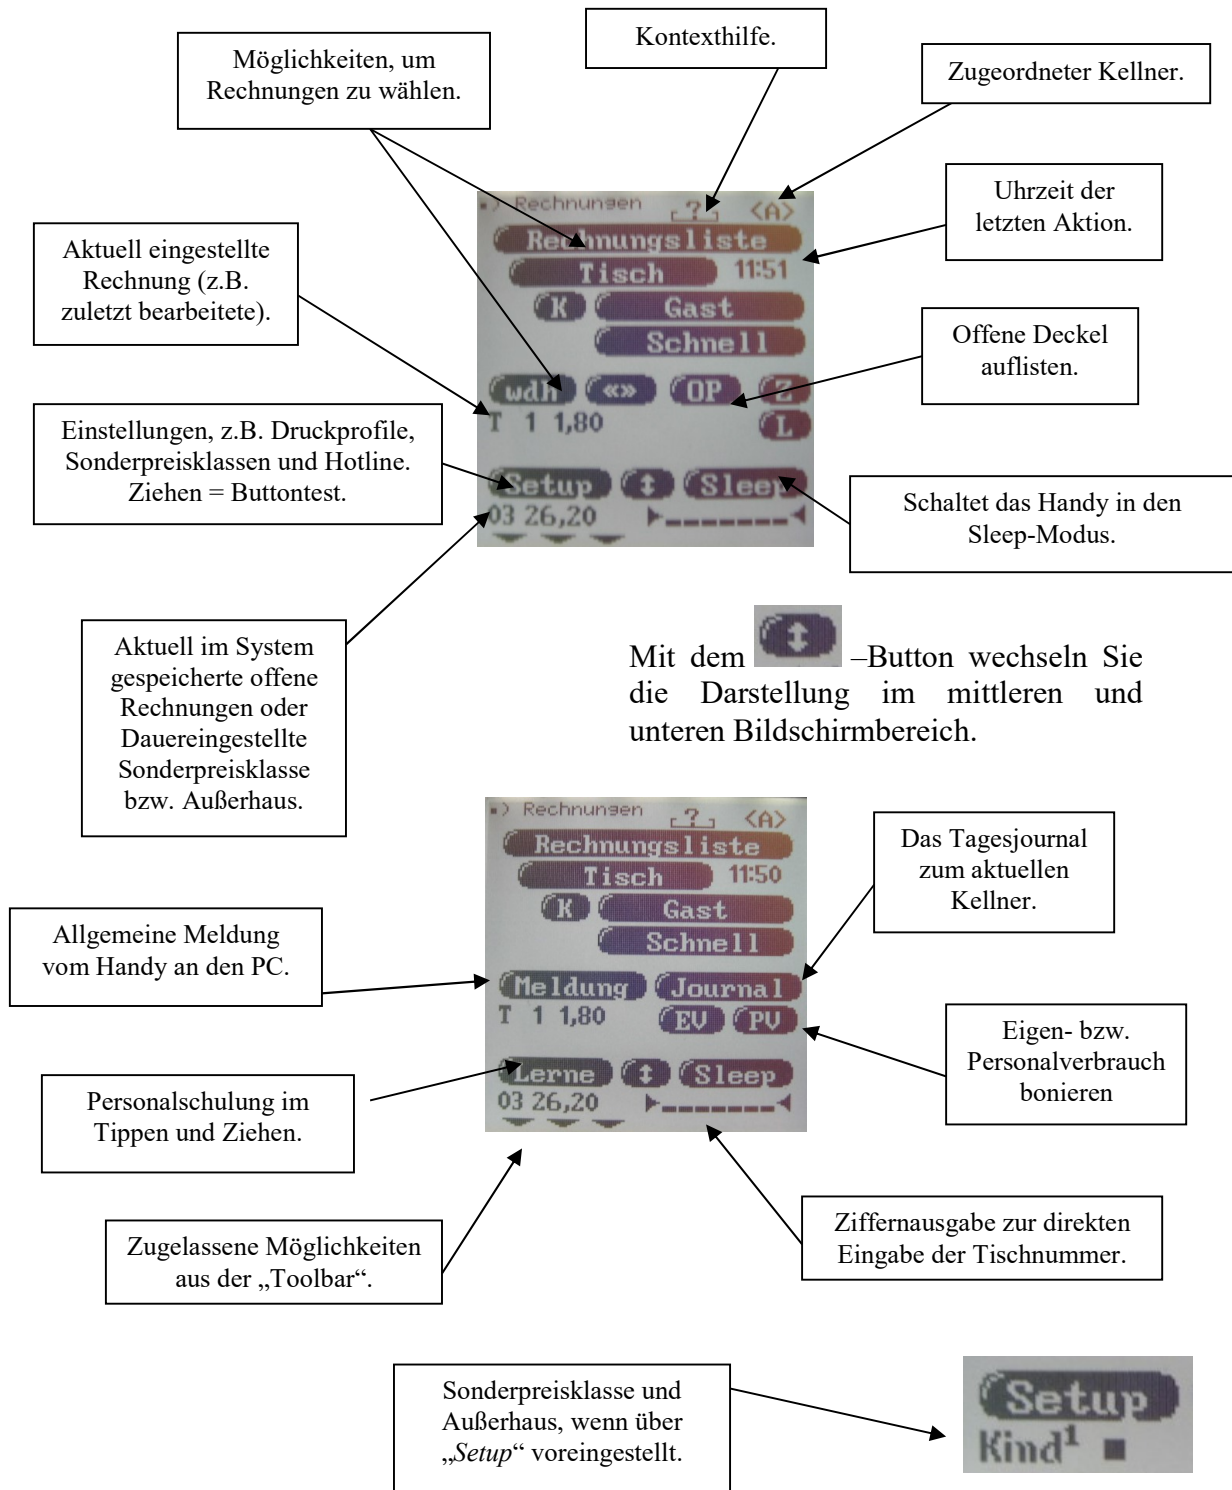 Kontexthilfe.
Möglichkeiten, um
Rechnungen zu wählen.
Zugeordneter Kellner.
Uhrzeit der
letzten Aktion.
Aktuell eingestellte
Rechnung (z.B.
zuletzt bearbeitete).
Offene Deckel
auflisten.
Einstellungen, z.B. Druckprofile,
Sonderpreisklassen und Hotline.
Ziehen = Buttontest.
Schaltet das Handy in den
Sleep-Modus.
Rechnungen ? <A>
Rechnungsliste
Tisch 11:51
K Gast
Schnell
wdh «» OP Z
T 1 1,80 L
Setup ↕ Sleep
03 26,20
Aktuell im System
gespeicherte offene
Rechnungen oder
Dauereingestellte
Sonderpreisklasse
bzw. Außerhaus.
Mit dem ↕ –Button wechseln Sie
die Darstellung im mittleren und
unteren Bildschirmbereich.
Rechnungen ? <A>
Rechnungsliste
Tisch 11:50
K Gast
Schnell
Meldung Journal
T 1 1,80 EV PV
Lerne ↕ Sleep
03 26,20
Das Tagesjournal
zum aktuellen
Kellner.
Allgemeine Meldung
vom Handy an den PC.
Eigen- bzw.
Personalverbrauch
bonieren
Personalschulung im
Tippen und Ziehen.
Zugelassene Möglichkeiten
aus der „Toolbar“.
Ziffernausgabe zur direkten
Eingabe der Tischnummer.
Sonderpreisklasse und
Außerhaus, wenn über
„Setup“ voreingestellt.
Setup
Kind¹ ■